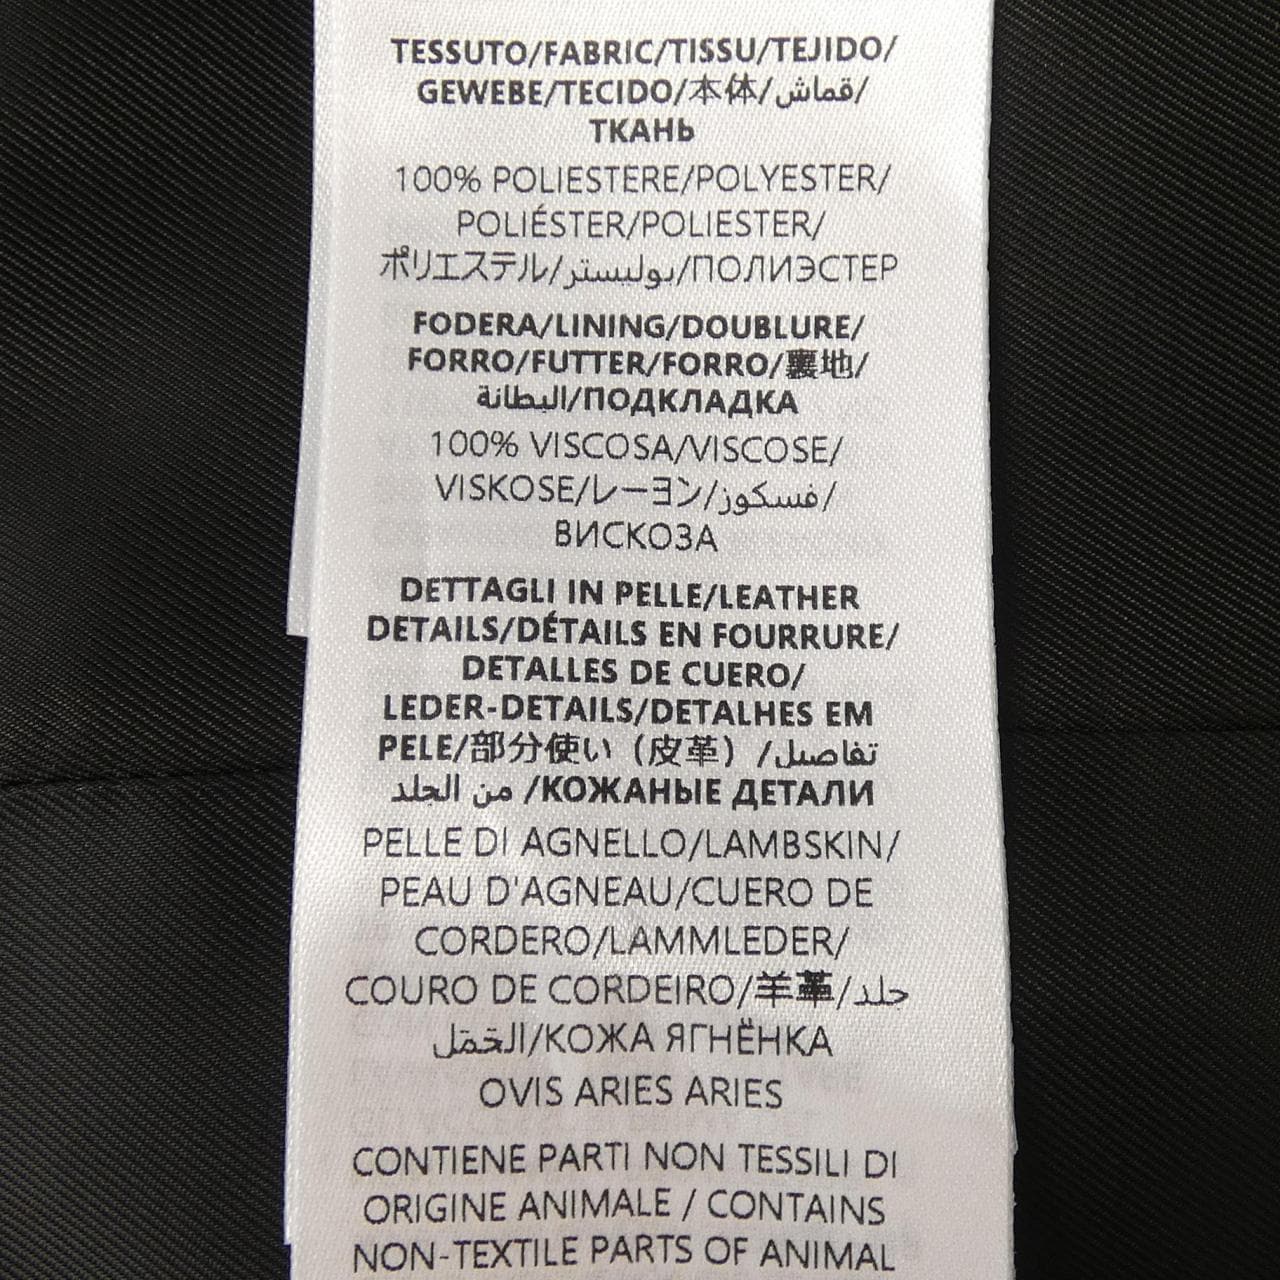 TESSUTO/FABRIC/TISSU/TEJIDO/
GEWEBE/TECIDO/本体/قماش/
ТКАНЬ
100% POLIESTERE/POLYESTER/
POLIÉSTER/POLIESTER/
ポリエステル/بوليستر/ПОЛИЭСТЕР
FODERA/LINING/DOUBLURE/
FORRO/FUTTER/FORRO/裏地/
البطانة/ПОДКЛАДКА
100% VISCOSA/VISCOSE/
VISKOSE/レーヨン/فسكوز/
ВИСКОЗА
DETTAGLI IN PELLE/LEATHER
DETAILS/DÉTAILS EN FOURRURE/
DETALLES DE CUERO/
LEDER-DETAILS/DETALHES EM
PELE/部分使い（皮革）/تفاصيل
من الجلد /КОЖАНЫЕ ДЕТАЛИ
PELLE DI AGNELLO/LAMBSKIN/
PEAU D'AGNEAU/CUERO DE
CORDERO/LAMMLEDER/
COURO DE CORDEIRO/羊革/جلد
الحَمَل/КОЖА ЯГНЁНКА
OVIS ARIES ARIES
CONTIENE PARTI NON TESSILI DI
ORIGINE ANIMALE / CONTAINS
NON-TEXTILE PARTS OF ANIMAL